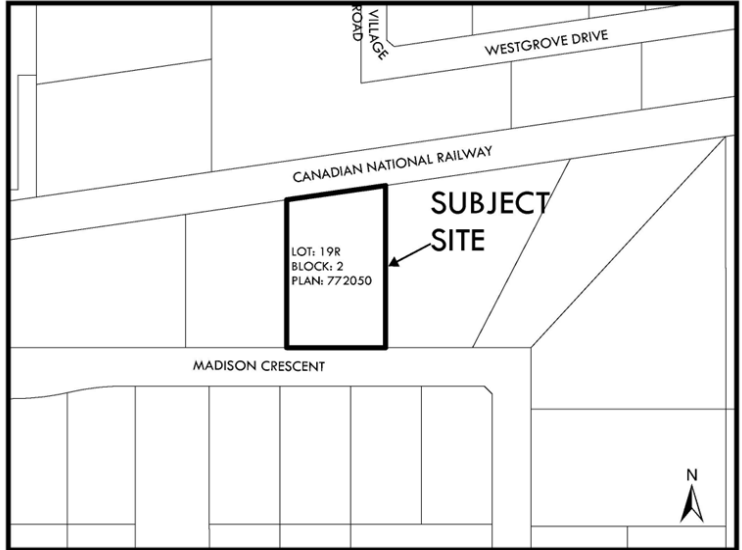 VILLAGE
ROAD
WESTGROVE DRIVE
CANADIAN NATIONAL RAILWAY
SUBJECT
SITE
LOT: 19R
BLOCK: 2
PLAN: 772050
MADISON CRESCENT
N